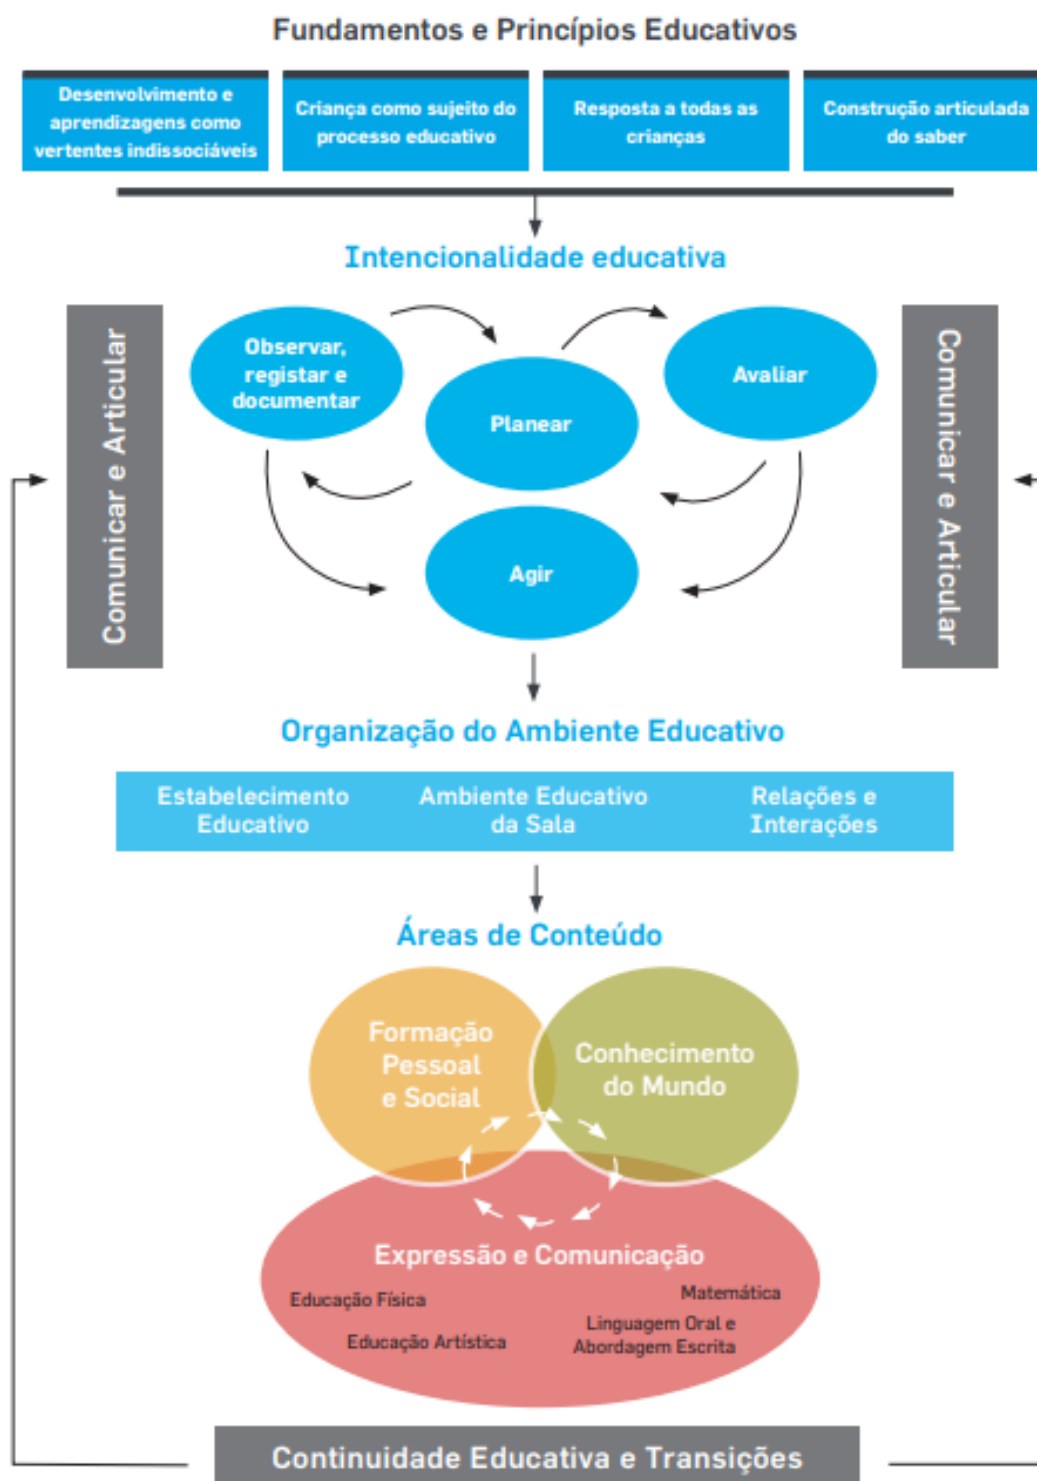 Fundamentos e Princípios Educativos
Desenvolvimento e
aprendizagens como
vertentes indissociáveis
Criança como sujeito do
processo educativo
Resposta a todas as
crianças
Construção articulada
do saber
Intencionalidade educativa
Comunicar e Articular
Observar,
registar e
documentar
Planear
Avaliar
Agir
Comunicar e Articular
Organização do Ambiente Educativo
Estabelecimento
Educativo
Ambiente Educativo
da Sala
Relações e
Interações
Áreas de Conteúdo
Formação
Pessoal
e Social
Conhecimento
do Mundo
Expressão e Comunicação
Educação Física
Matemática
Educação Artística
Linguagem Oral e
Abordagem Escrita
Continuidade Educativa e Transições